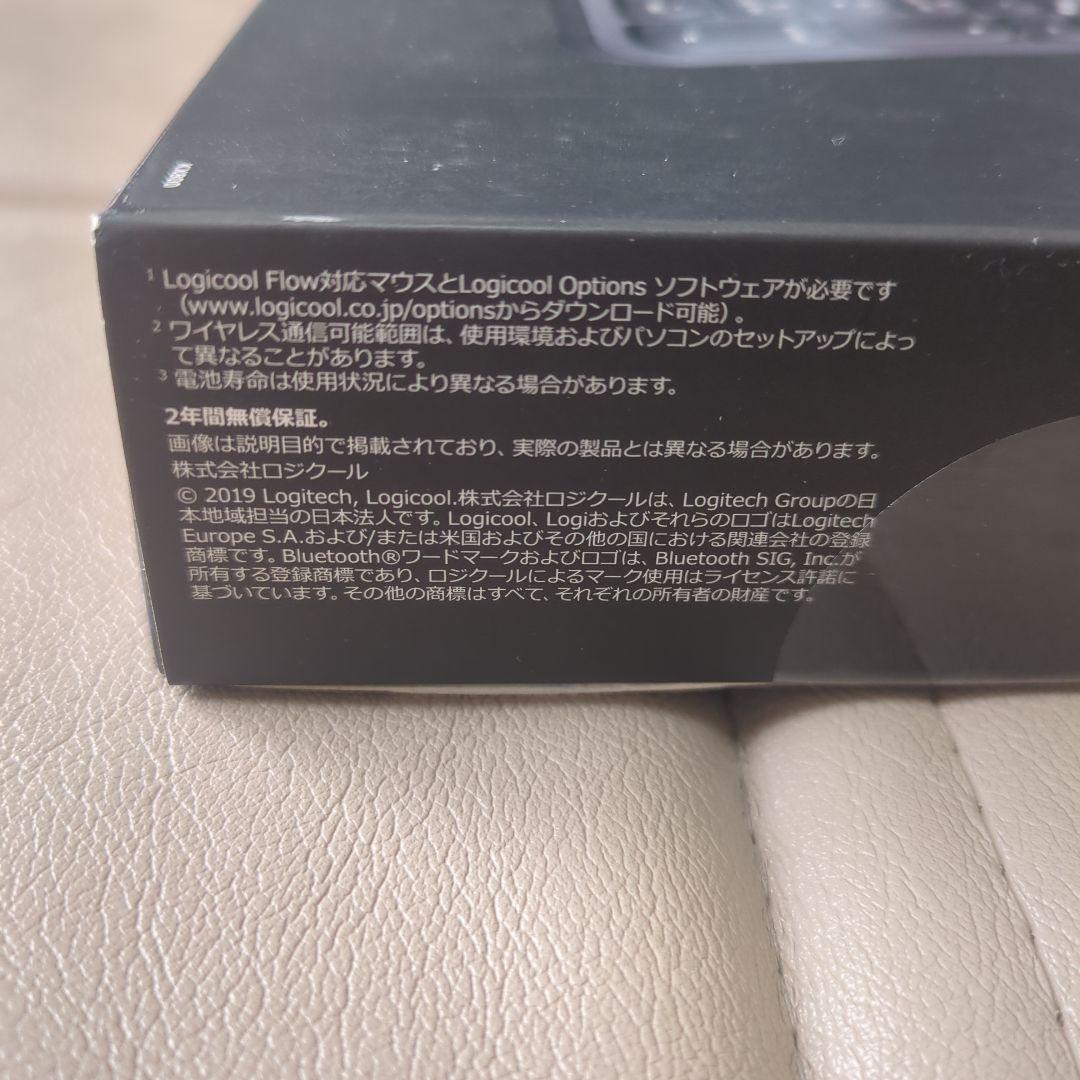 ¹ Logicool Flow対応マウスとLogicool Options ソフトウェアが必要です
（www.logicool.co.jp/optionsからダウンロード可能）。
² ワイヤレス通信可能範囲は、使用環境およびパソコンのセットアップによっ
て異なることがあります。
³ 電池寿命は使用状況により異なる場合があります。
2年間無償保証。
画像は説明目的で掲載されており、実際の製品とは異なる場合があります。
株式会社ロジクール
© 2019 Logitech, Logicool.株式会社ロジクールは、Logitech Groupの日
本地域担当の日本法人です。Logicool、Logiおよびそれらのロゴは Logitech
Europe S.A.および/または米国およびその他の国における関連会社の登録
商標です。Bluetooth®ワードマークおよびロゴは、Bluetooth SIG, Inc.が
所有する登録商標であり、ロジクールによるマーク使用はライセンス許諾に
基づいています。その他の商標はすべて、それぞれの所有者の財産です。